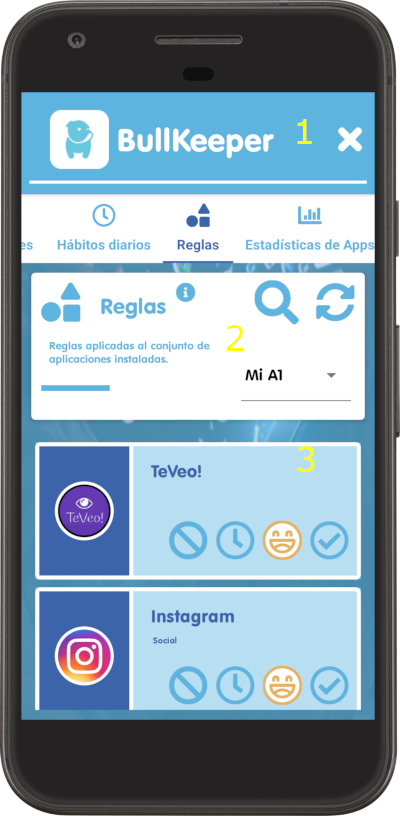 BullKeeper
1
es
Hábitos diarios
Reglas
Estadísticas de Apps
Reglas
Reglas aplicadas al conjunto de
aplicaciones instaladas.
2
Mi A1
3
TeVeo!
TeVeo!
Instagram
Social